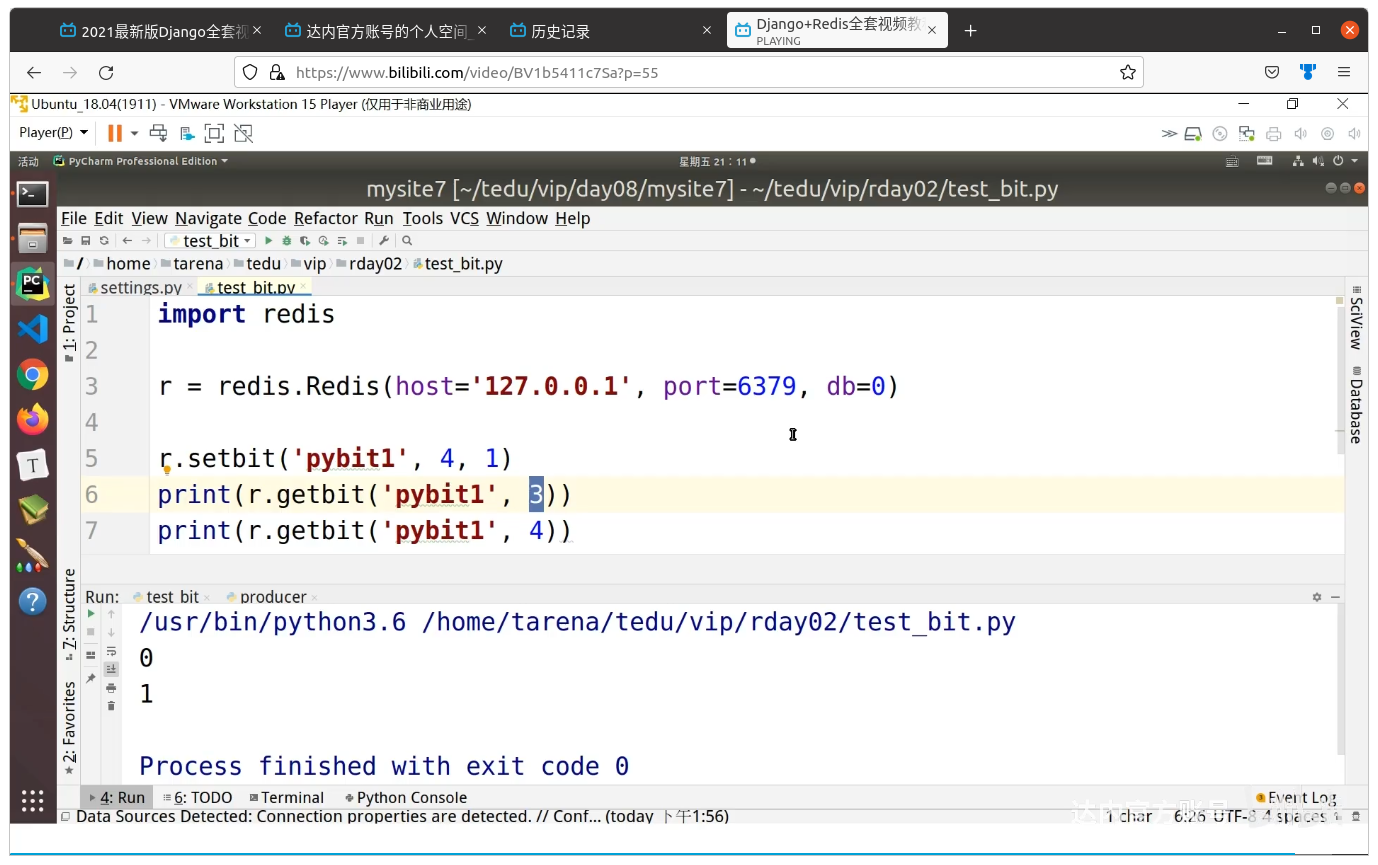 2021最新版Django全套视
达内官方账号的个人空间_
历史记录
Django+Redis全套视频教
PLAYING
https://www.bilibili.com/video/BV1b5411c7Sa?p=55
Ubuntu_18.04(1911) - VMware Workstation 15 Player (仅用于非商业用途)
Player(P)
活动 PyCharm Professional Edition 星期五 21：11
mysite7 [~/tedu/vip/day08/mysite7] - ~/tedu/vip/rday02/test_bit.py
File Edit View Navigate Code Refactor Run Tools VCS Window Help
test_bit
/ home tarena tedu vip rday02 test_bit.py
settings.py test_bit.py
1: Project
SciView
Database
1 import redis
2
3 r = redis.Redis(host='127.0.0.1', port=6379, db=0)
4
5 r.setbit('pybit1', 4, 1)
6 print(r.getbit('pybit1', 3))
7 print(r.getbit('pybit1', 4))
Z: Structure
2: Favorites
Run: test_bit producer
/usr/bin/python3.6 /home/tarena/tedu/vip/rday02/test_bit.py
0
1
Process finished with exit code 0
4: Run 6: TODO Terminal Python Console Event Log
Data Sources Detected: Connection properties are detected. // Conf... (today 下午1:56) 1 char 6:26 UTF-8 4 spaces
达内官方账号